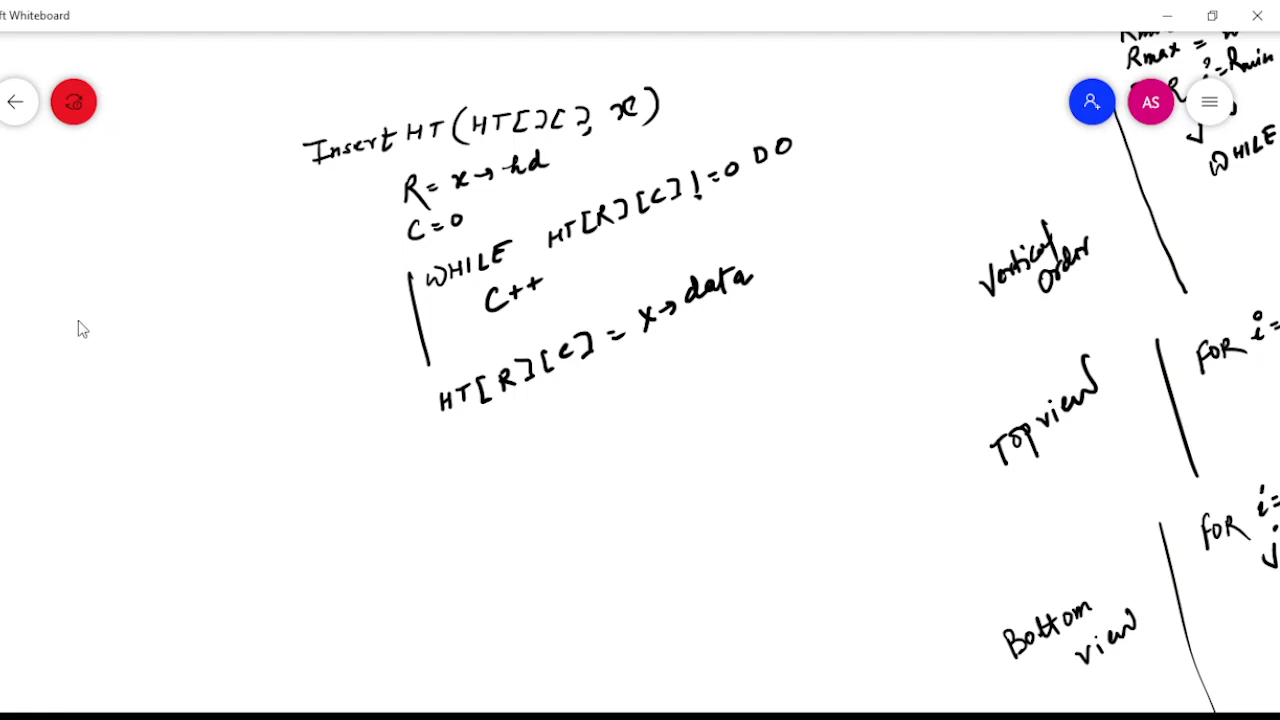 ft Whiteboard
AS
Insert HT(HT[][], x)
R = x→hd
C=0
WHILE HT[R][C] != 0 DO
C++
HT[R][C] = x→data
Rmax =
i=Rmin
WHILE
Vertical
Order
FOR i=
Top view
FOR i=
Bottom
view